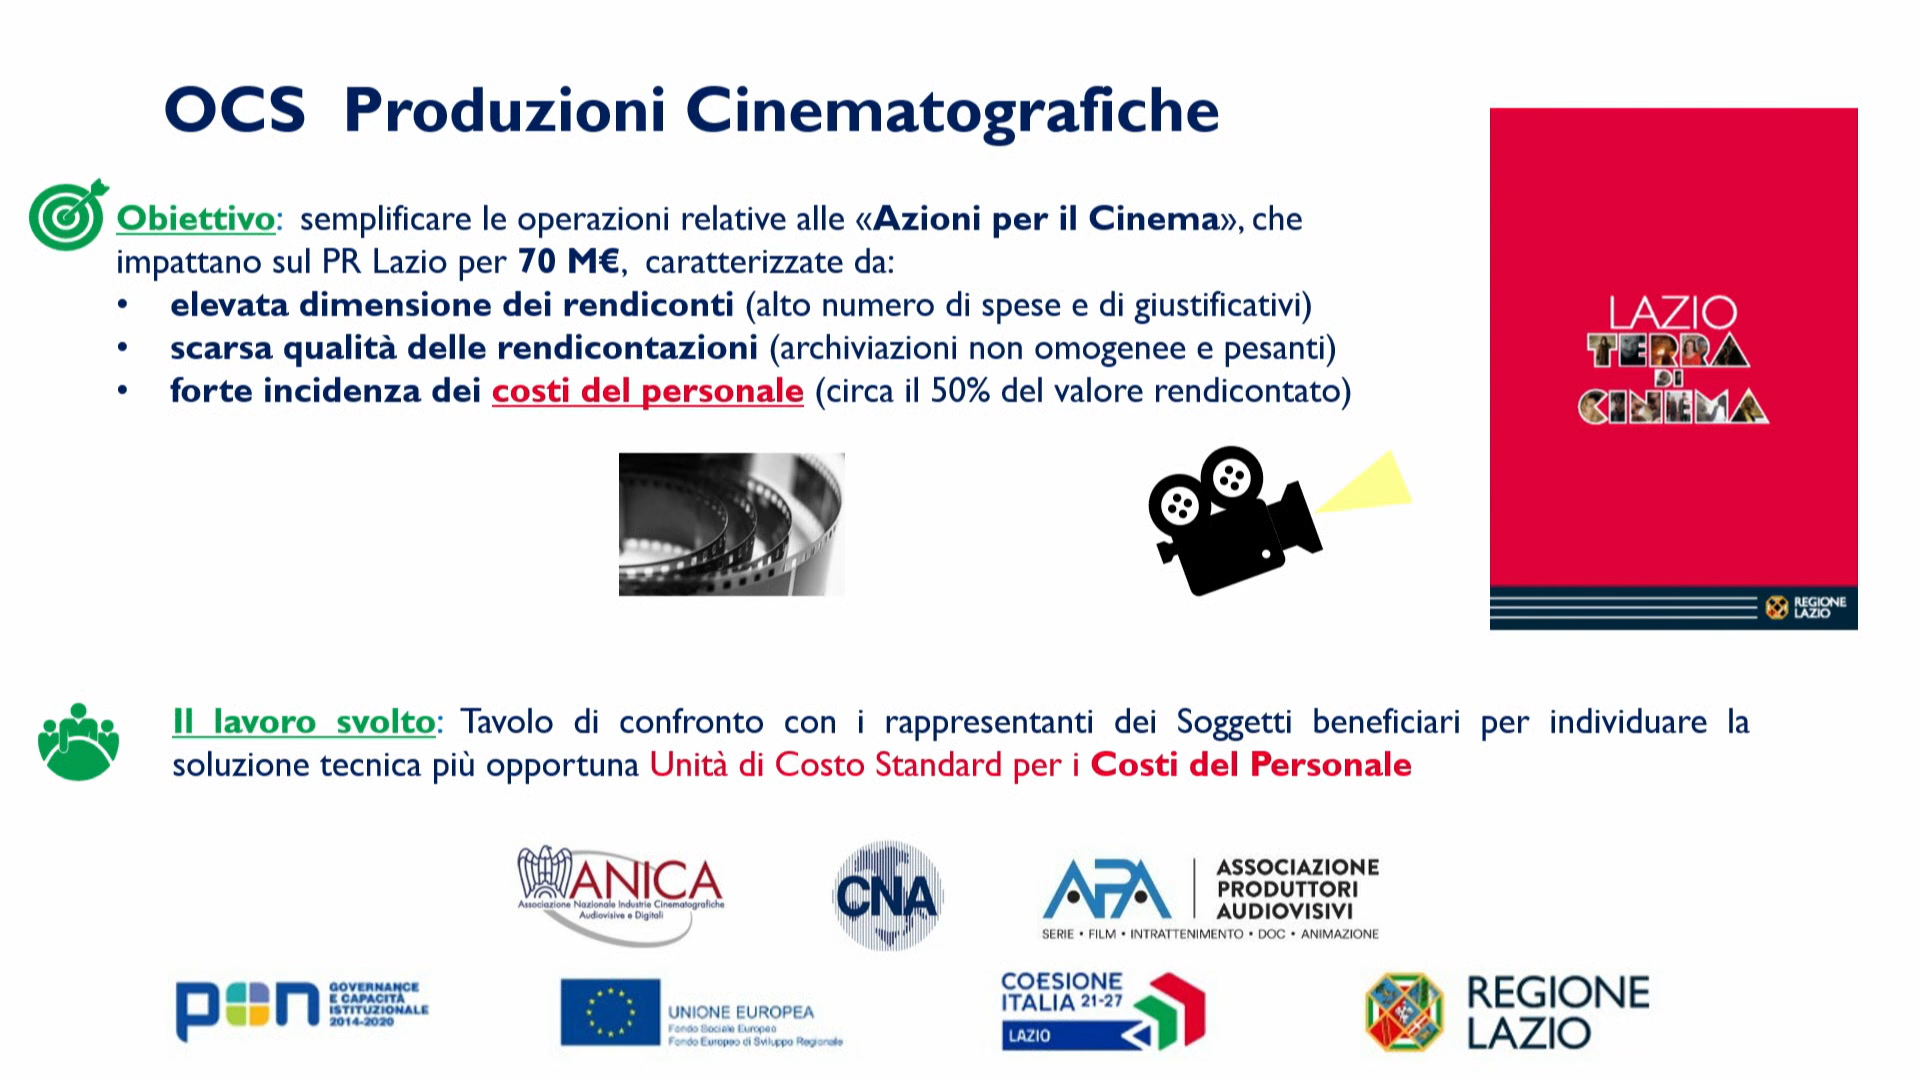 OCS Produzioni Cinematografiche
Obiettivo: semplificare le operazioni relative alle «Azioni per il Cinema», che
impattano sul PR Lazio per 70 M€, caratterizzate da:
• elevata dimensione dei rendiconti (alto numero di spese e di giustificativi)
• scarsa qualità delle rendicontazioni (archiviazioni non omogenee e pesanti)
• forte incidenza dei costi del personale (circa il 50% del valore rendicontato)
LAZIO
TERRA
DI
CINEMA
REGIONE
LAZIO
Il lavoro svolto: Tavolo di confronto con i rappresentanti dei Soggetti beneficiari per individuare la
soluzione tecnica più opportuna Unità di Costo Standard per i Costi del Personale
ANICA
Associazione Nazionale Industrie Cinematografiche
Audiovisive e Digitali
CNA
APA
ASSOCIAZIONE
PRODUTTORI
AUDIOVISIVI
SERIE • FILM • INTRATTENIMENTO • DOC • ANIMAZIONE
pon
GOVERNANCE
E CAPACITÀ
ISTITUZIONALE
2014-2020
UNIONE EUROPEA
Fondo Sociale Europeo
Fondo Europeo di Sviluppo Regionale
COESIONE
ITALIA 21-27
LAZIO
REGIONE
LAZIO